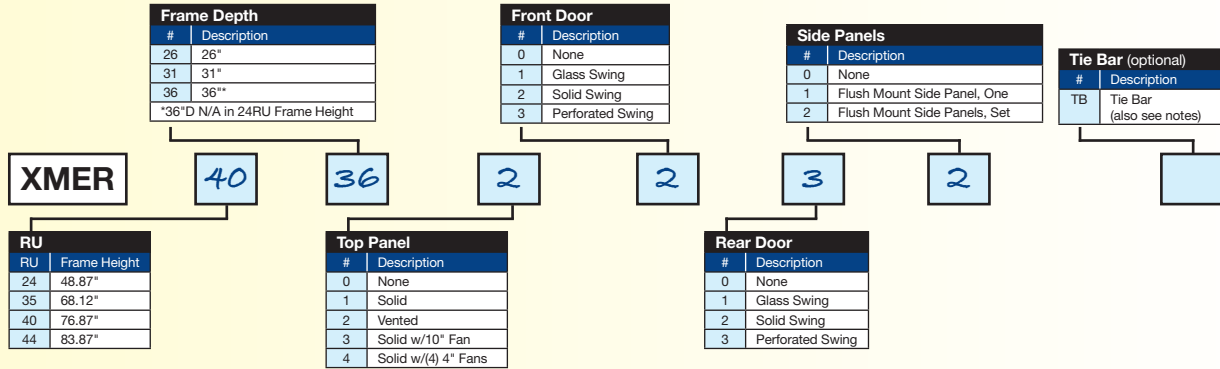 Frame Depth
# Description
26 26"
31 31"
36 36"*
*36"D N/A in 24RU Frame Height
Front Door
# Description
0 None
1 Glass Swing
2 Solid Swing
3 Perforated Swing
Side Panels
# Description
0 None
1 Flush Mount Side Panel, One
2 Flush Mount Side Panels, Set
Tie Bar (optional)
# Description
TB Tie Bar
(also see notes)
XMER 40 36 2 2 3 2
RU
RU Frame Height
24 48.87"
35 68.12"
40 76.87"
44 83.87"
Top Panel
# Description
0 None
1 Solid
2 Vented
3 Solid w/10" Fan
4 Solid w/(4) 4" Fans
Rear Door
# Description
0 None
1 Glass Swing
2 Solid Swing
3 Perforated Swing